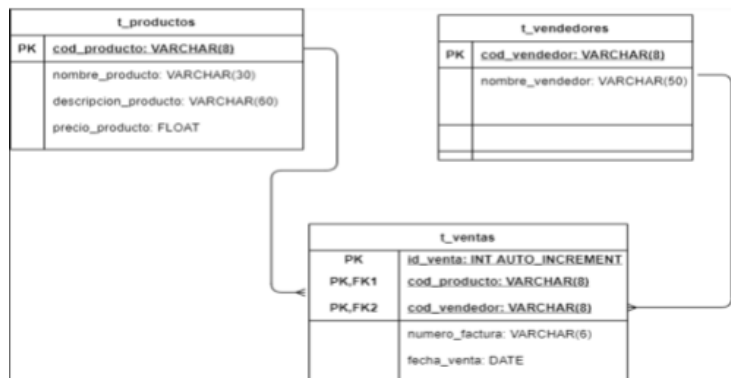 t_productos
PK cod_producto: VARCHAR(8)
nombre_producto: VARCHAR(30)
descripcion_producto: VARCHAR(60)
precio_producto: FLOAT
t_vendedores
PK cod_vendedor: VARCHAR(8)
nombre_vendedor: VARCHAR(50)
t_ventas
PK id_venta: INT AUTO_INCREMENT
PK,FK1 cod_producto: VARCHAR(8)
PK,FK2 cod_vendedor: VARCHAR(8)
numero_factura: VARCHAR(6)
fecha_venta: DATE